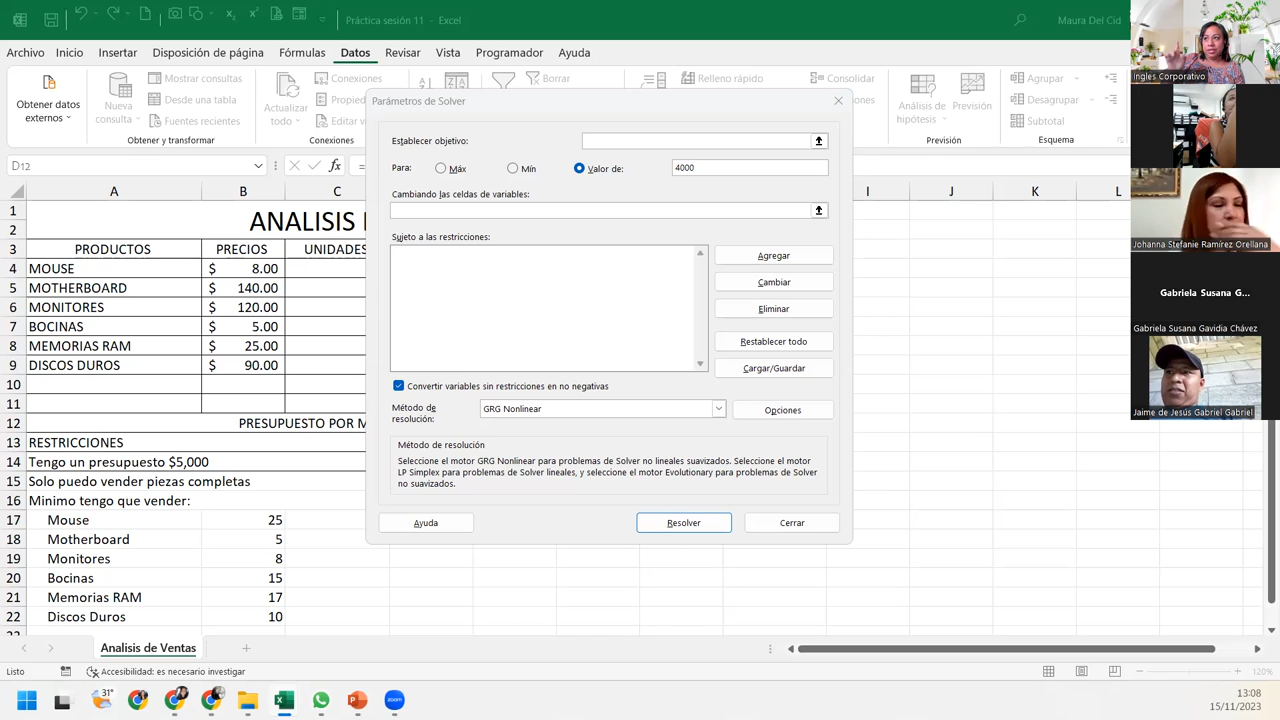 Práctica sesión 11 - Excel
Maura Del Cid
Archivo Inicio Insertar Disposición de página Fórmulas Datos Revisar Vista Programador Ayuda
Obtener datos externos
Nueva consulta
Mostrar consultas
Desde una tabla
Fuentes recientes
Obtener y transformar
Actualizar todo
Conexiones
Propied
Editar v
Conexiones
Borrar
Relleno rápido
Consolidar
Análisis de hipótesis
Previsión
Previsión
Agrupar
Desagrupar
Subtotal
Esquema
D12
fx
=
A B C I J K L
1
2
ANALISIS
3 PRODUCTOS PRECIOS UNIDADES
4 MOUSE $ 8.00
5 MOTHERBOARD $ 140.00
6 MONITORES $ 120.00
7 BOCINAS $ 5.00
8 MEMORIAS RAM $ 25.00
9 DISCOS DUROS $ 90.00
10
11
12 PRESUPUESTO POR M
13 RESTRICCIONES
14 Tengo un presupuesto $5,000
15 Solo puedo vender piezas completas
16 Minimo tengo que vender:
17 Mouse 25
18 Motherboard 5
19 Monitores 8
20 Bocinas 15
21 Memorias RAM 17
22 Discos Duros 10
Parámetros de Solver
Establecer objetivo:
Para: Máx Mín Valor de: 4000
Cambiando las celdas de variables:
Sujeto a las restricciones:
Agregar
Cambiar
Eliminar
Restablecer todo
Cargar/Guardar
Convertir variables sin restricciones en no negativas
Método de resolución:
GRG Nonlinear
Opciones
Método de resolución
Seleccione el motor GRG Nonlinear para problemas de Solver no lineales suavizados. Seleccione el motor
LP Simplex para problemas de Solver lineales, y seleccione el motor Evolutionary para problemas de Solver
no suavizados.
Ayuda Resolver Cerrar
Ingles Corporativo
Johanna Stefanie Ramírez Orellana
Gabriela Susana G...
Gabriela Susana Gavidia Chávez
Jaime de Jesús Gabriel Gabriel
Analisis de Ventas
Listo
Accesibilidad: es necesario investigar
120%
31°
zoom
13:08
15/11/2023